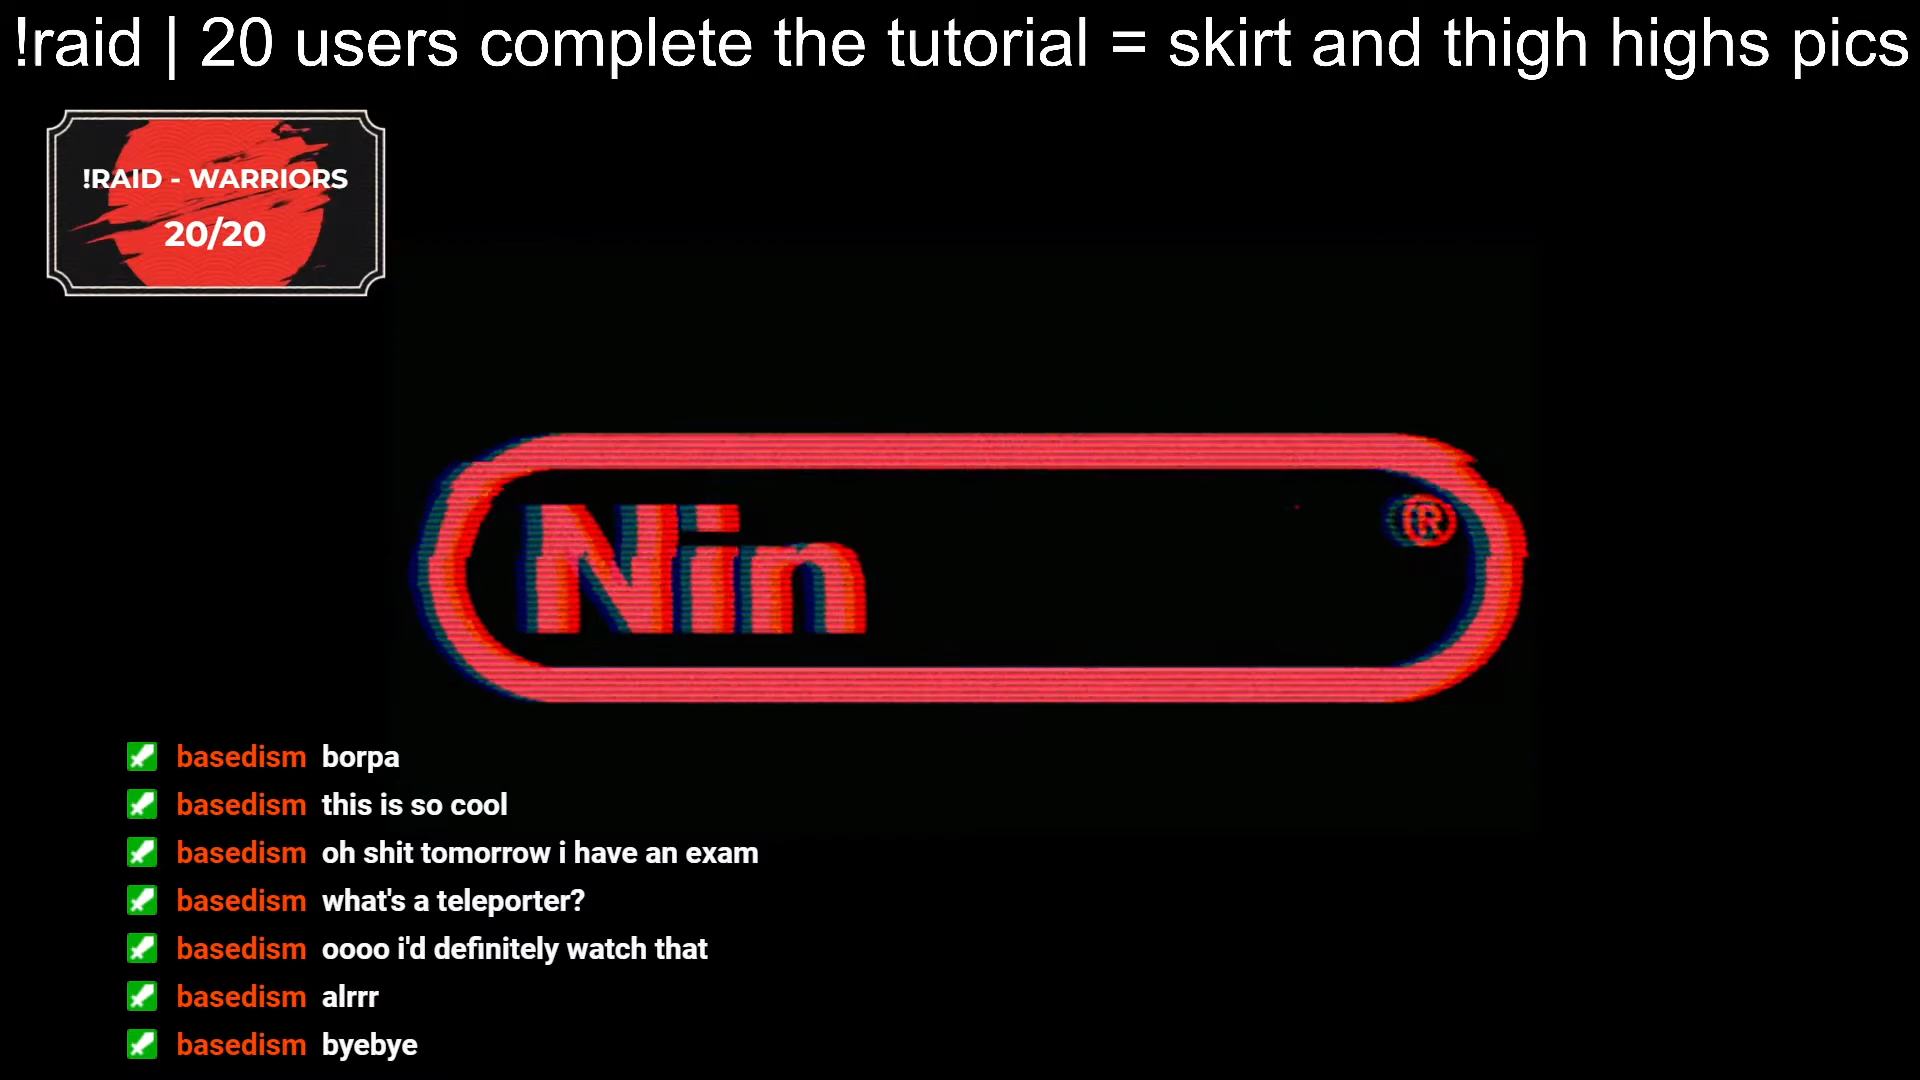 !raid | 20 users complete the tutorial = skirt and thigh highs pics
!RAID - WARRIORS
20/20
Nin ®
basedism borpa
basedism this is so cool
basedism oh shit tomorrow i have an exam
basedism what's a teleporter?
basedism oooo i'd definitely watch that
basedism alrrr
basedism byebye